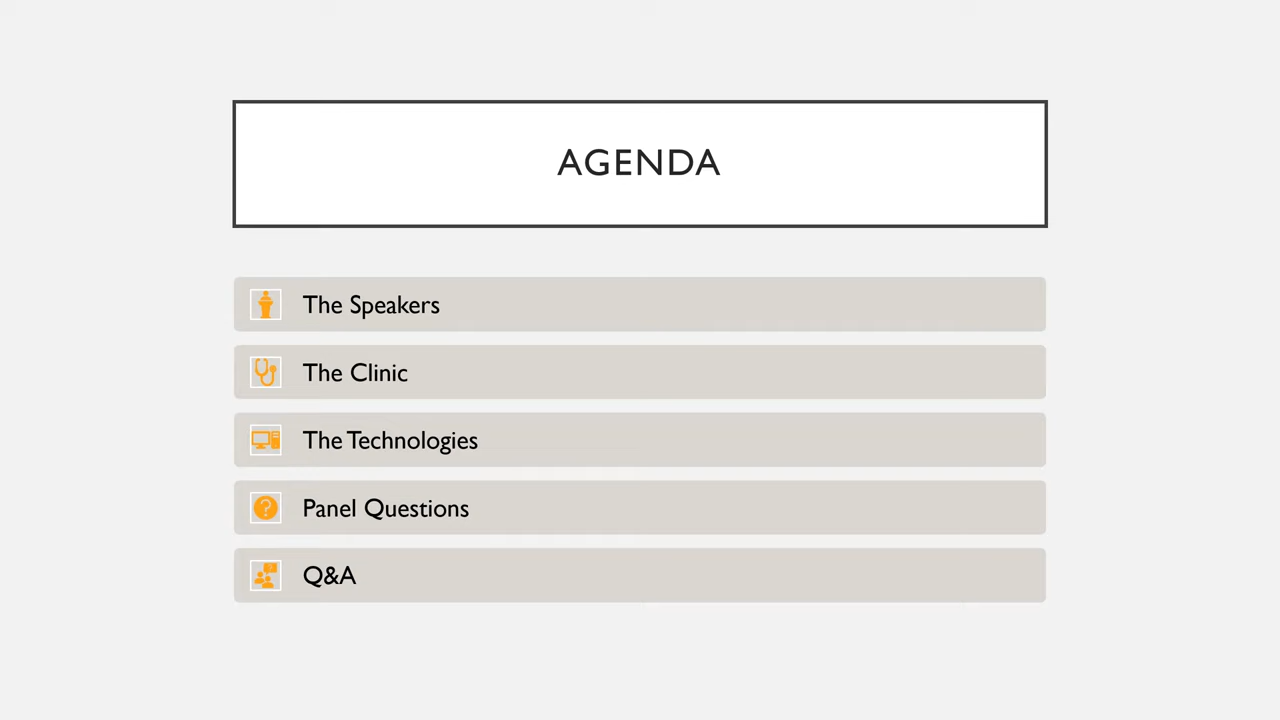 AGENDA
The Speakers
The Clinic
The Technologies
Panel Questions
Q&A